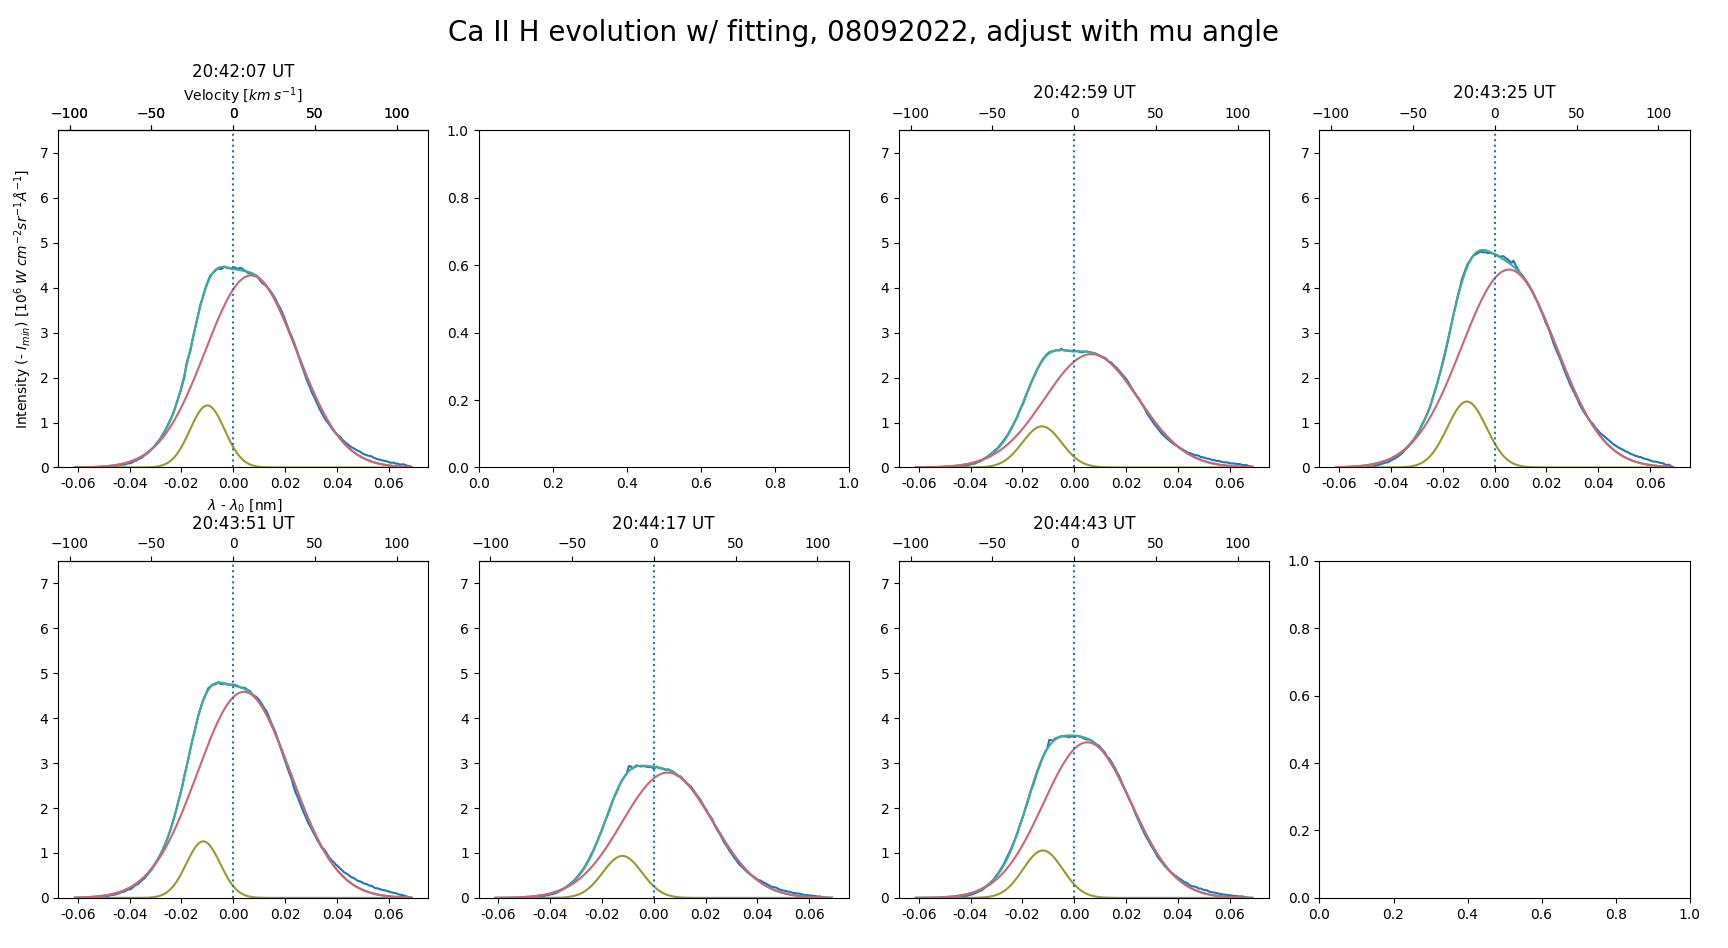 Ca II H evolution w/ fitting, 08092022, adjust with mu angle
20:42:07 UT
Velocity [km s⁻¹]
−100 −50 0 50 100
20:42:59 UT
−100 −50 0 50 100
20:43:25 UT
−100 −50 0 50 100
Intensity (- I_min) [10⁶ W cm⁻²sr⁻¹Å⁻¹]
7
6
5
4
3
2
1
0
-0.06 -0.04 -0.02 0.00 0.02 0.04 0.06
λ - λ₀ [nm]
1.0
0.8
0.6
0.4
0.2
0.0
0.0 0.2 0.4 0.6 0.8 1.0
7
6
5
4
3
2
1
0
-0.06 -0.04 -0.02 0.00 0.02 0.04 0.06
7
6
5
4
3
2
1
0
-0.06 -0.04 -0.02 0.00 0.02 0.04 0.06
20:43:51 UT
−100 −50 0 50 100
7
6
5
4
3
2
1
0
-0.06 -0.04 -0.02 0.00 0.02 0.04 0.06
20:44:17 UT
−100 −50 0 50 100
7
6
5
4
3
2
1
0
-0.06 -0.04 -0.02 0.00 0.02 0.04 0.06
20:44:43 UT
−100 −50 0 50 100
7
6
5
4
3
2
1
0
-0.06 -0.04 -0.02 0.00 0.02 0.04 0.06
1.0
0.8
0.6
0.4
0.2
0.0
0.0 0.2 0.4 0.6 0.8 1.0